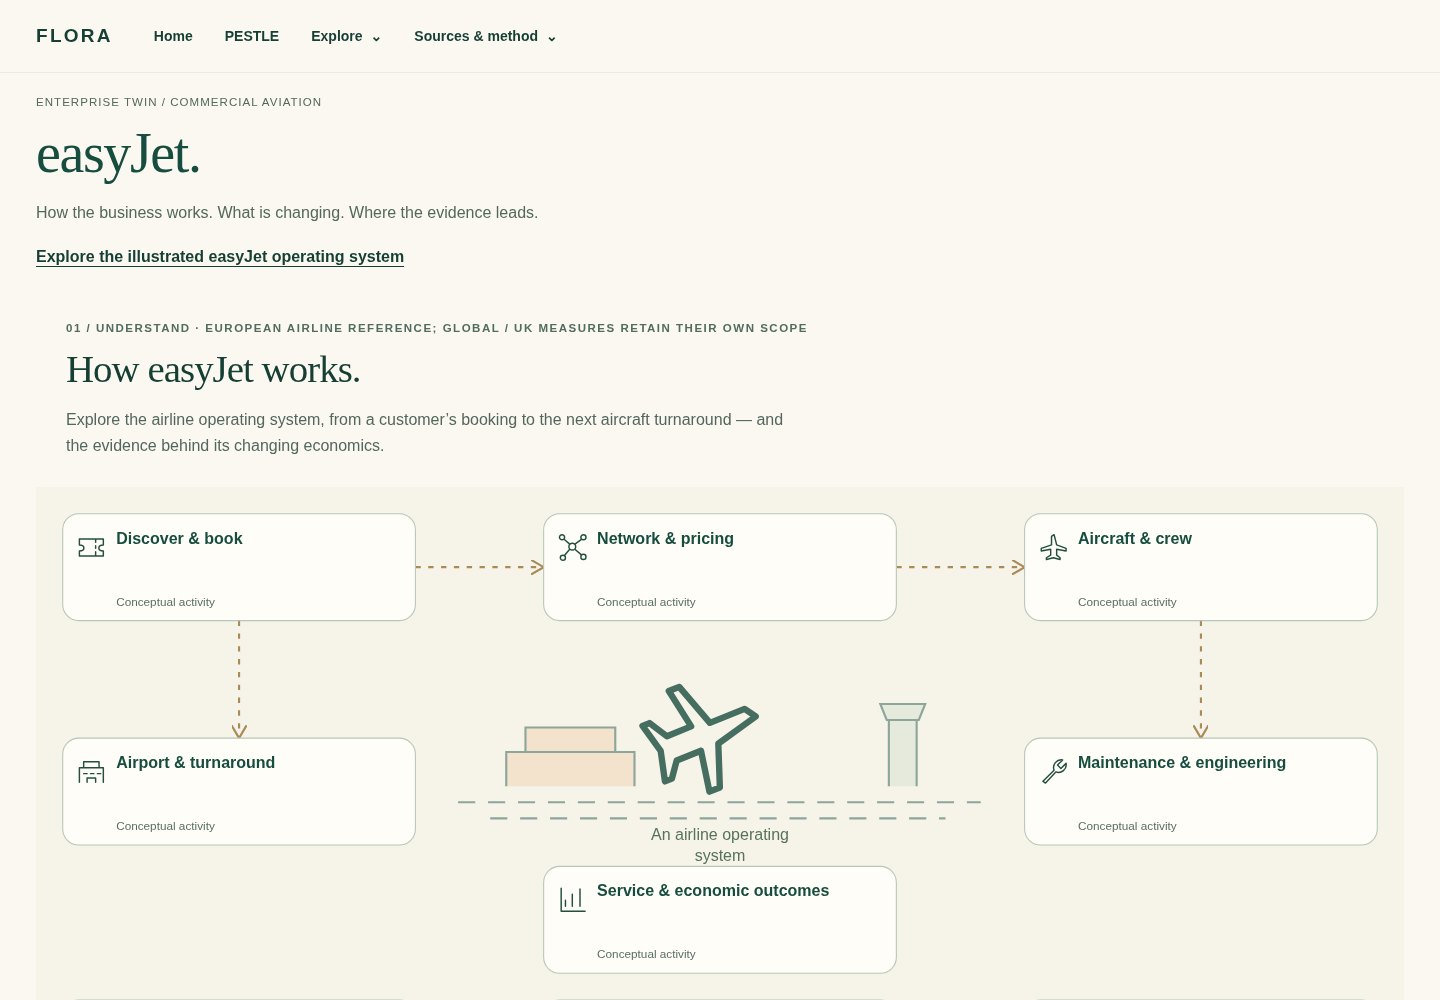 FLORA
Home
PESTLE
Explore
Sources & method
ENTERPRISE TWIN / COMMERCIAL AVIATION
easyJet.
How the business works. What is changing. Where the evidence leads.
Explore the illustrated easyJet operating system
01 / UNDERSTAND · EUROPEAN AIRLINE REFERENCE; GLOBAL / UK MEASURES RETAIN THEIR OWN SCOPE
How easyJet works.
Explore the airline operating system, from a customer’s booking to the next aircraft turnaround — and
the evidence behind its changing economics.
Discover & book
Conceptual activity
Network & pricing
Conceptual activity
Aircraft & crew
Conceptual activity
Airport & turnaround
Conceptual activity
An airline operating
system
Maintenance & engineering
Conceptual activity
Service & economic outcomes
Conceptual activity